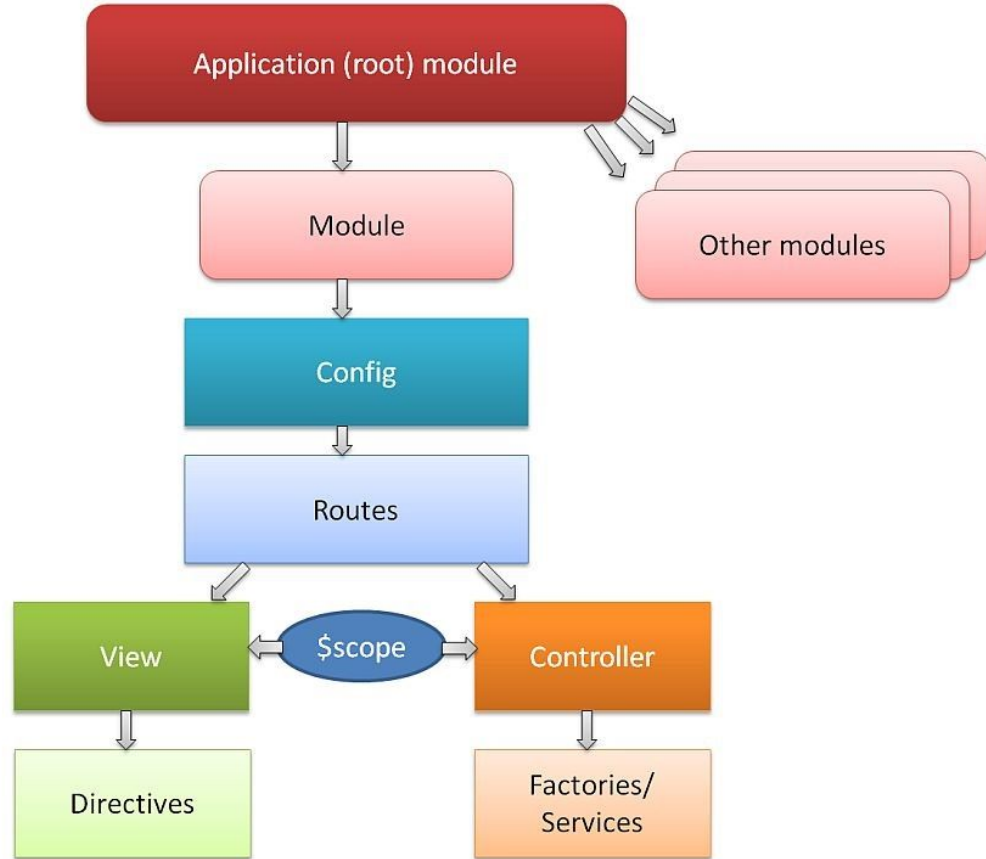 Application (root) module
Module
Other modules
Config
Routes
View
$scope
Controller
Directives
Factories/
Services